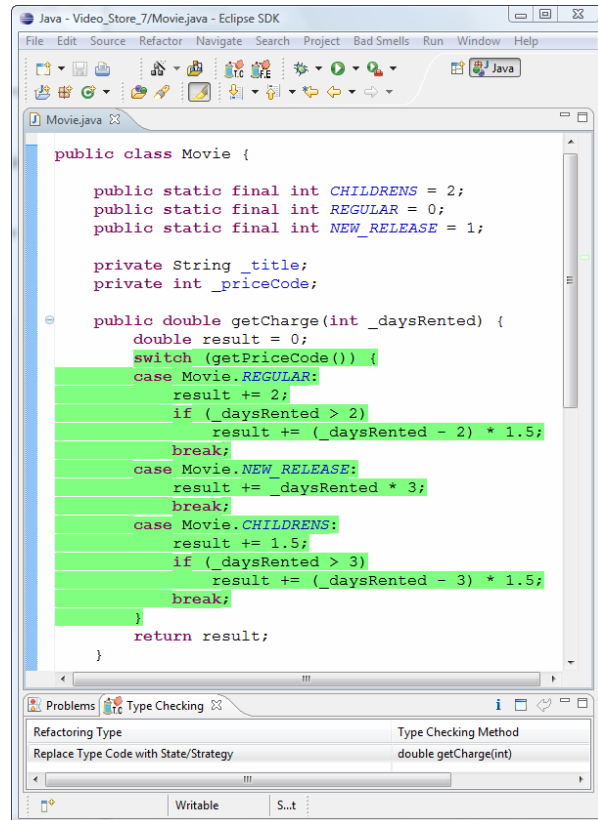 Java - Video_Store_7/Movie.java - Eclipse SDK
File Edit Source Refactor Navigate Search Project Bad Smells Run Window Help
T.C F.E Java
Movie.java
public class Movie {
public static final int CHILDRENS = 2;
public static final int REGULAR = 0;
public static final int NEW_RELEASE = 1;
private String _title;
private int _priceCode;
public double getCharge(int _daysRented) {
double result = 0;
switch (getPriceCode()) {
case Movie.REGULAR:
result += 2;
if (_daysRented > 2)
result += (_daysRented - 2) * 1.5;
break;
case Movie.NEW_RELEASE:
result += _daysRented * 3;
break;
case Movie.CHILDRENS:
result += 1.5;
if (_daysRented > 3)
result += (_daysRented - 3) * 1.5;
break;
}
return result;
}
Problems T.C Type Checking
Refactoring Type Type Checking Method
Replace Type Code with State/Strategy double getCharge(int)
Writable S...t